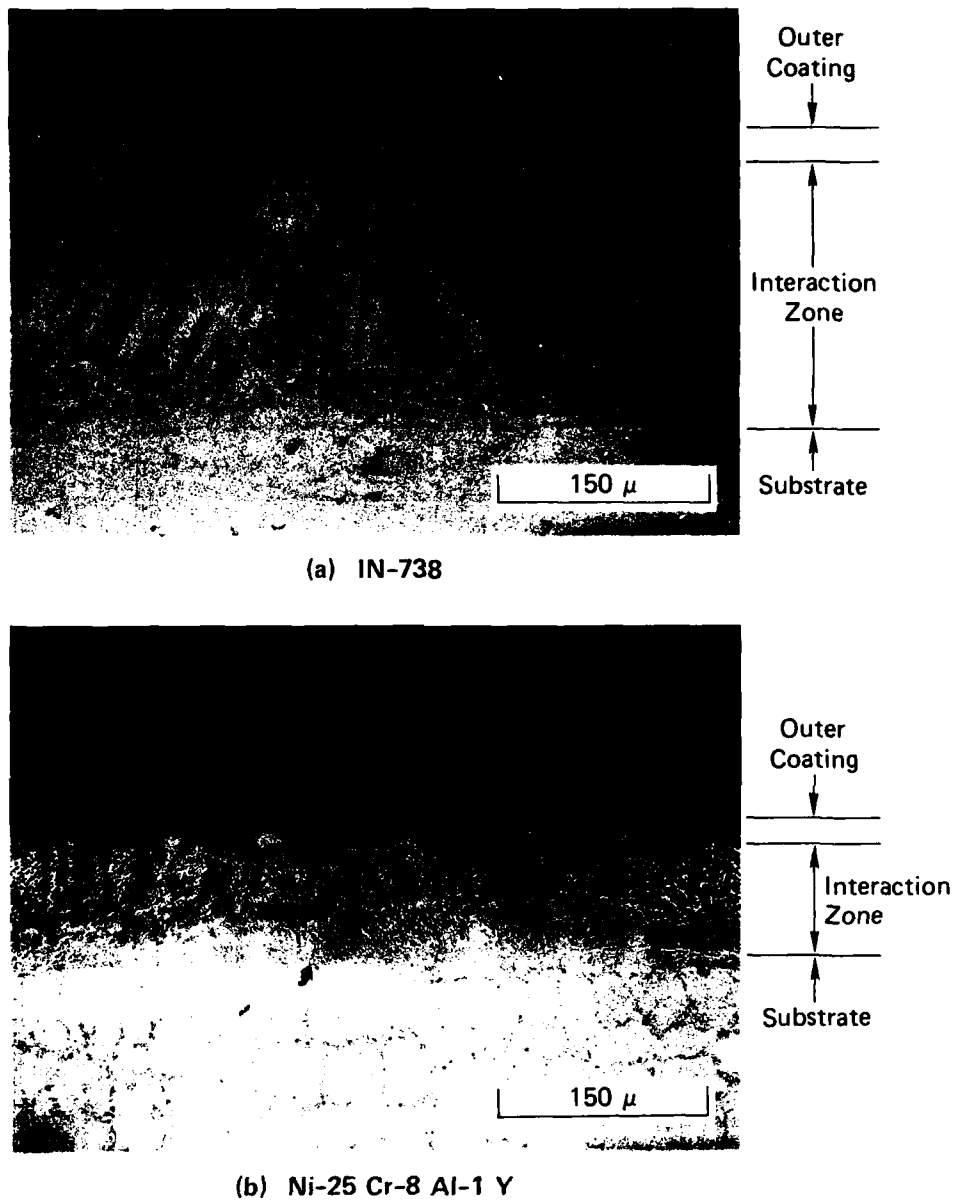 Outer
Coating
Interaction
Zone
Substrate
150 μ
(a) IN-738
Outer
Coating
Interaction
Zone
Substrate
150 μ
(b) Ni-25 Cr-8 Al-1 Y